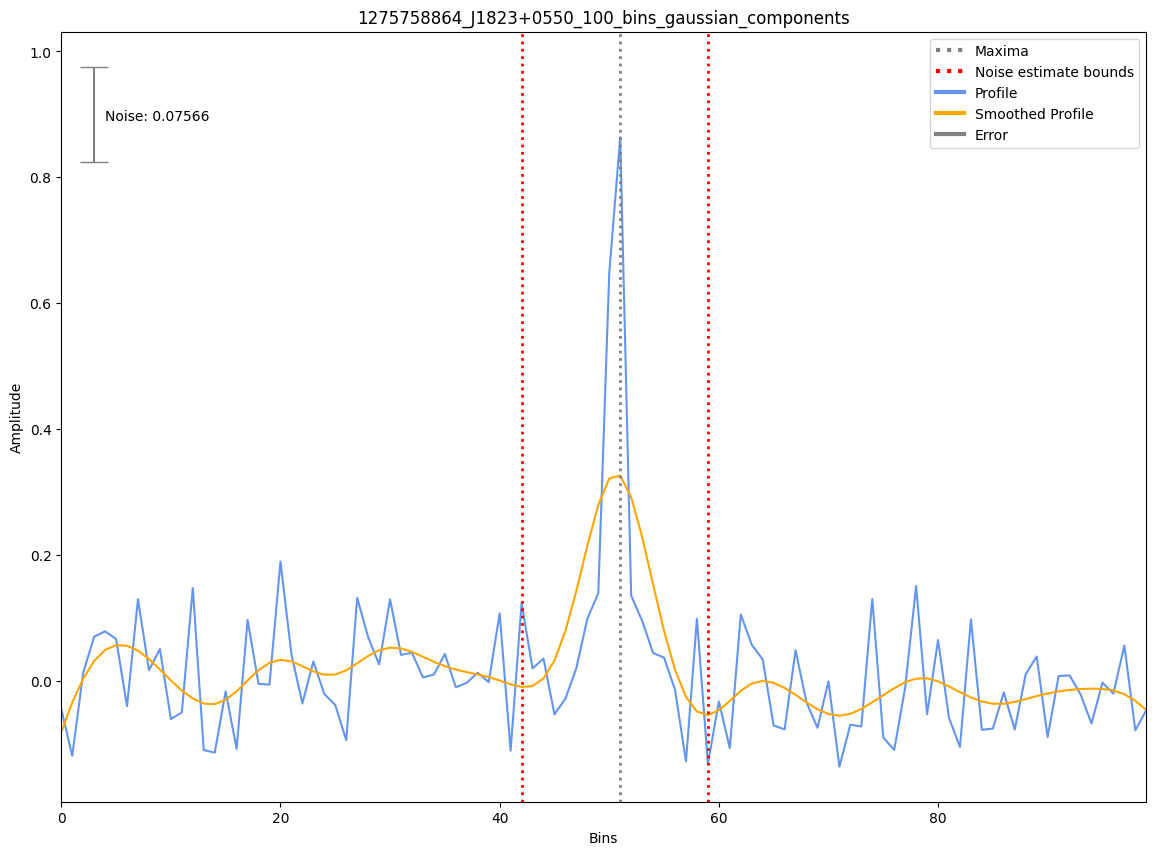 1275758864_J1823+0550_100_bins_gaussian_components
Maxima
Noise estimate bounds
Profile
Smoothed Profile
Error
Noise: 0.07566
Amplitude
1.0
0.8
0.6
0.4
0.2
0.0
0 20 40 60 80
Bins